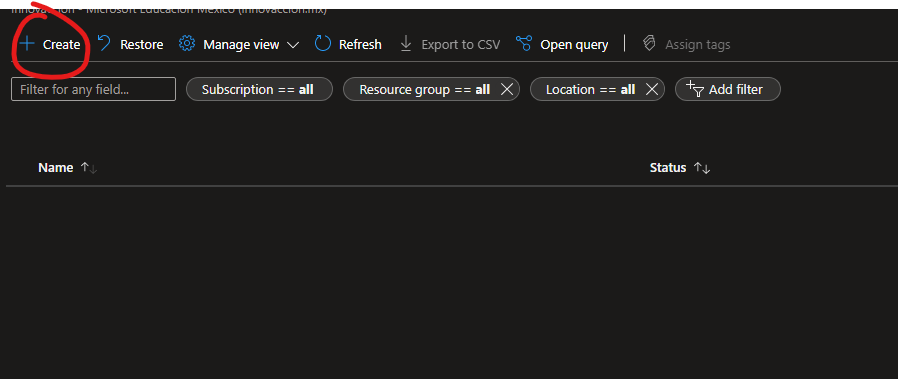 Innovacción - Microsoft Educación México (innovaccion.mx)
Create Restore Manage view Refresh Export to CSV Open query Assign tags
Filter for any field... Subscription == all Resource group == all Location == all Add filter
Name Status